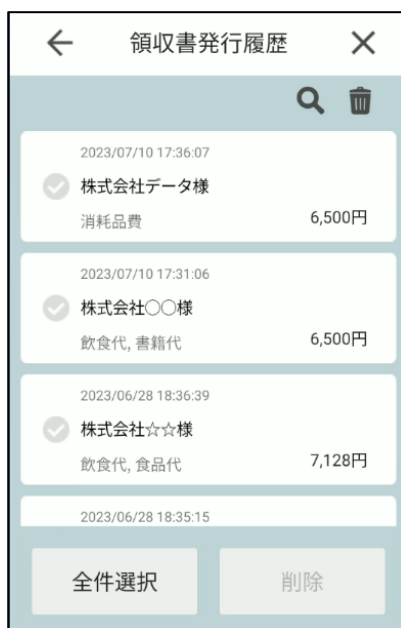 領収書発行履歴
2023/07/10 17:36:07
株式会社データ様
消耗品費 6,500円
2023/07/10 17:31:06
株式会社○○様
飲食代, 書籍代 6,500円
2023/06/28 18:36:39
株式会社☆☆様
飲食代, 食品代 7,128円
2023/06/28 18:35:15
全件選択 削除